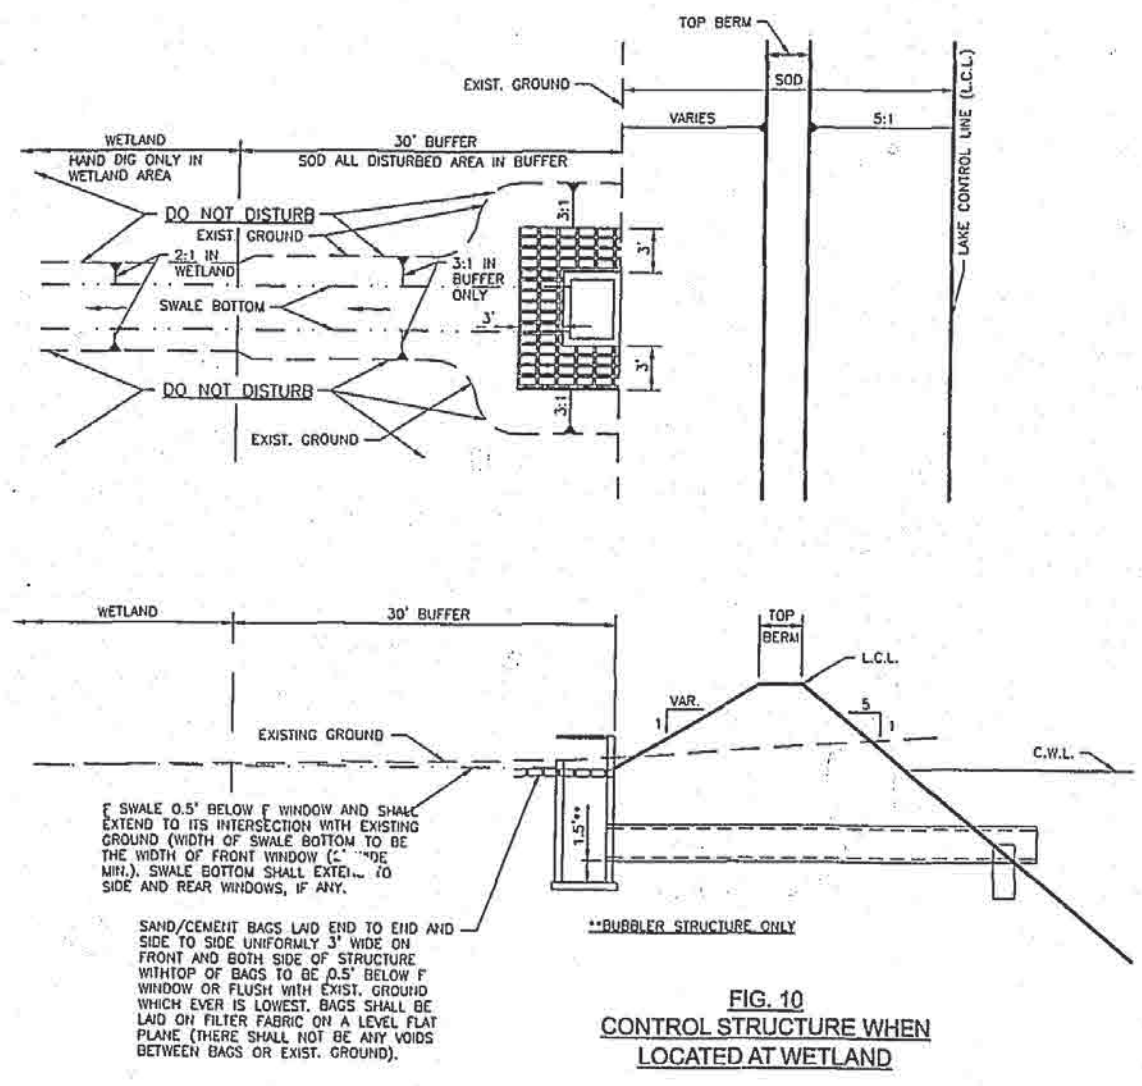 TOP BERM
EXIST. GROUND
SOD
LAKE CONTROL LINE (L.C.L.)
VARIES
5:1
WETLAND
30' BUFFER
HAND DIG ONLY IN
WETLAND AREA
SOD ALL DISTURBED AREA IN BUFFER
DO NOT DISTURB
EXIST. GROUND
3:1
3'
2:1 IN
WETLAND
3:1 IN
BUFFER
ONLY
SWALE BOTTOM
3'
3'
DO NOT DISTURB
3:1
EXIST. GROUND
WETLAND
30' BUFFER
TOP
BERM
L.C.L.
VAR.
1
5
1
EXISTING GROUND
C.W.L.
SWALE 0.5' BELOW WINDOW AND SHALL
EXTEND TO ITS INTERSECTION WITH EXISTING
GROUND (WIDTH OF SWALE BOTTOM TO BE
THE WIDTH OF FRONT WINDOW
MIN.). SWALE BOTTOM SHALL TO
SIDE AND REAR WINDOWS, IF ANY.
1.5'**
SAND/CEMENT BAGS LAID END TO END AND
SIDE TO SIDE UNIFORMLY 3' WIDE ON
FRONT AND BOTH SIDE OF STRUCTURE
WITHTOP OF BAGS TO BE 0.5' BELOW
WINDOW OR FLUSH WITH EXIST. GROUND
WHICH EVER IS LOWEST. BAGS SHALL BE
LAID ON FILTER FABRIC ON A LEVEL FLAT
PLANE (THERE SHALL NOT BE ANY VOIDS
BETWEEN BAGS OR EXIST. GROUND).
**BUBBLER STRUCTURE ONLY
FIG. 10
CONTROL STRUCTURE WHEN
LOCATED AT WETLAND